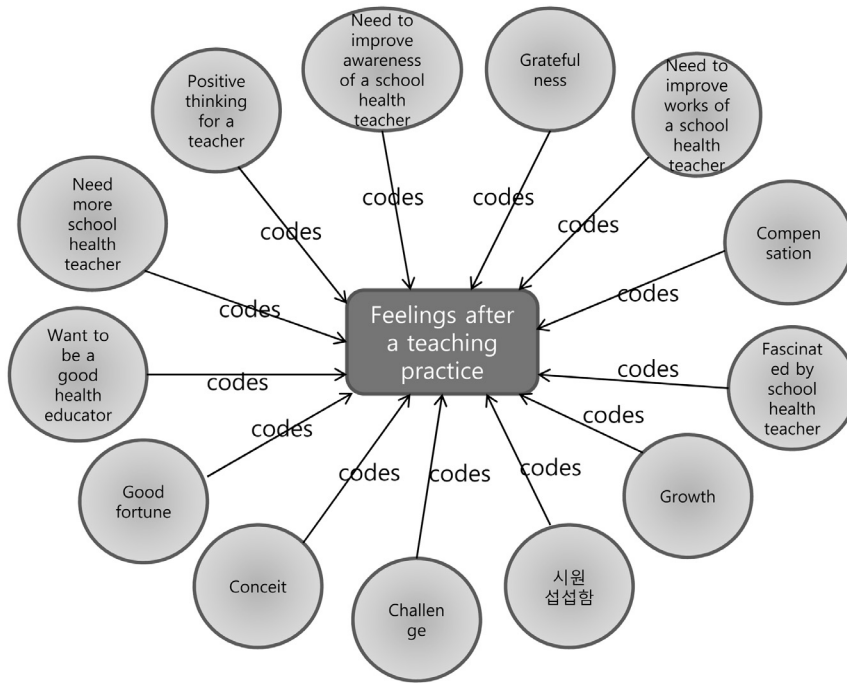 Need to
improve
awareness
of a school
health
teacher
Grateful
ness
Need to
improve
works of
a school
health
teacher
Positive
thinking
for a
teacher
Need
more
school
health
teacher
Compen
sation
codes
codes
codes
codes
codes
codes
codes
Feelings after
a teaching
practice
Want to
be a
good
health
educator
codes
codes
Fascinat
ed by
school
health
teacher
codes
codes
codes
codes
codes
Good
fortune
Growth
Conceit
Challen
ge
시원
섭섭함